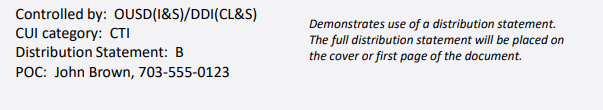 Controlled by:  OUSD(I&S)/DDI(CL&S)
CUI category:  CTI
Distribution Statement:  B
POC:  John Brown, 703-555-0123
Demonstrates use of a distribution statement.
The full distribution statement will be placed on
the cover or first page of the document.